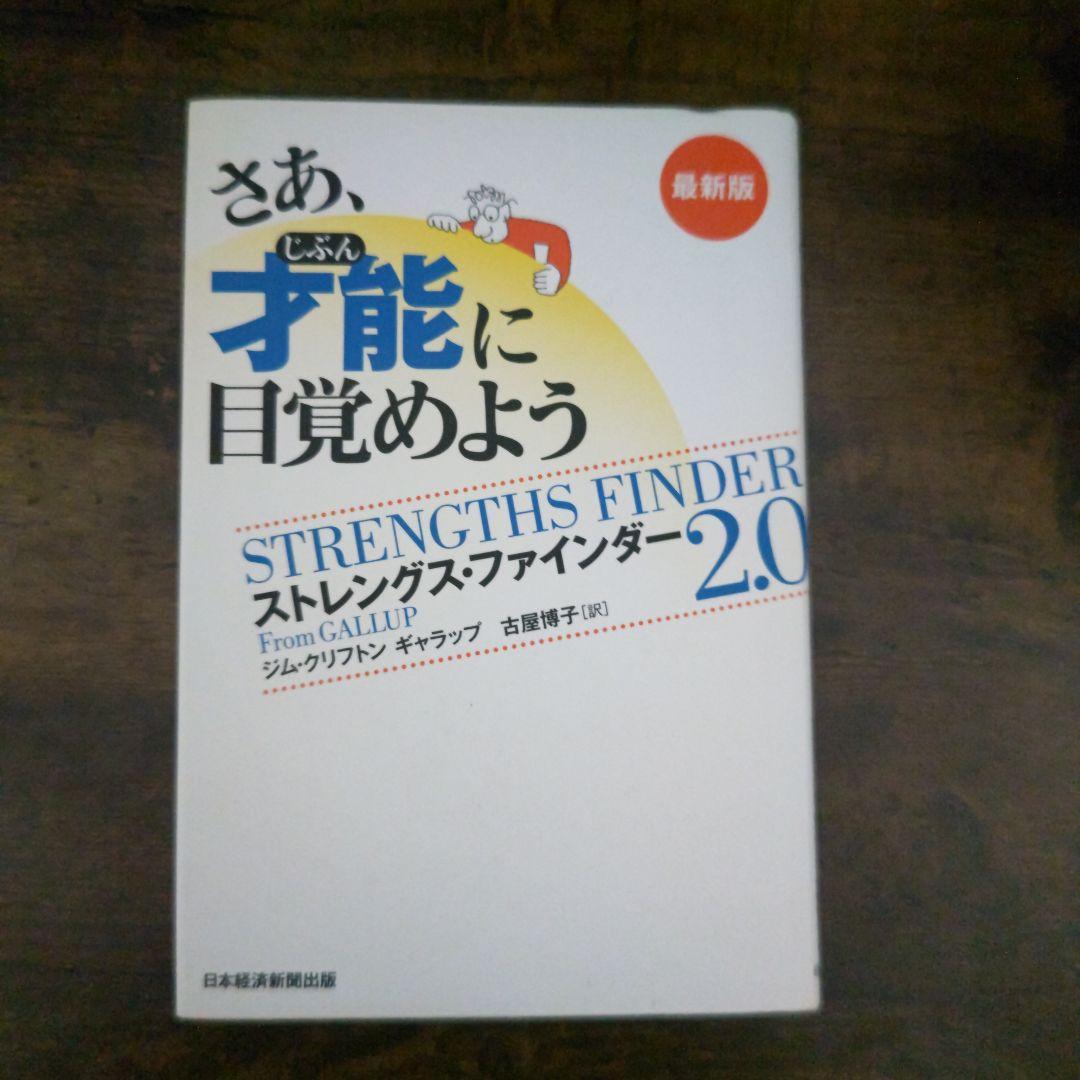 最新版
さあ、
じぶん
才能に
目覚めよう
STRENGTHS FINDER
ストレングス・ファインダー 2.0
From GALLUP
ジム・クリフトン ギャラップ 古屋博子[訳]
日本経済新聞出版